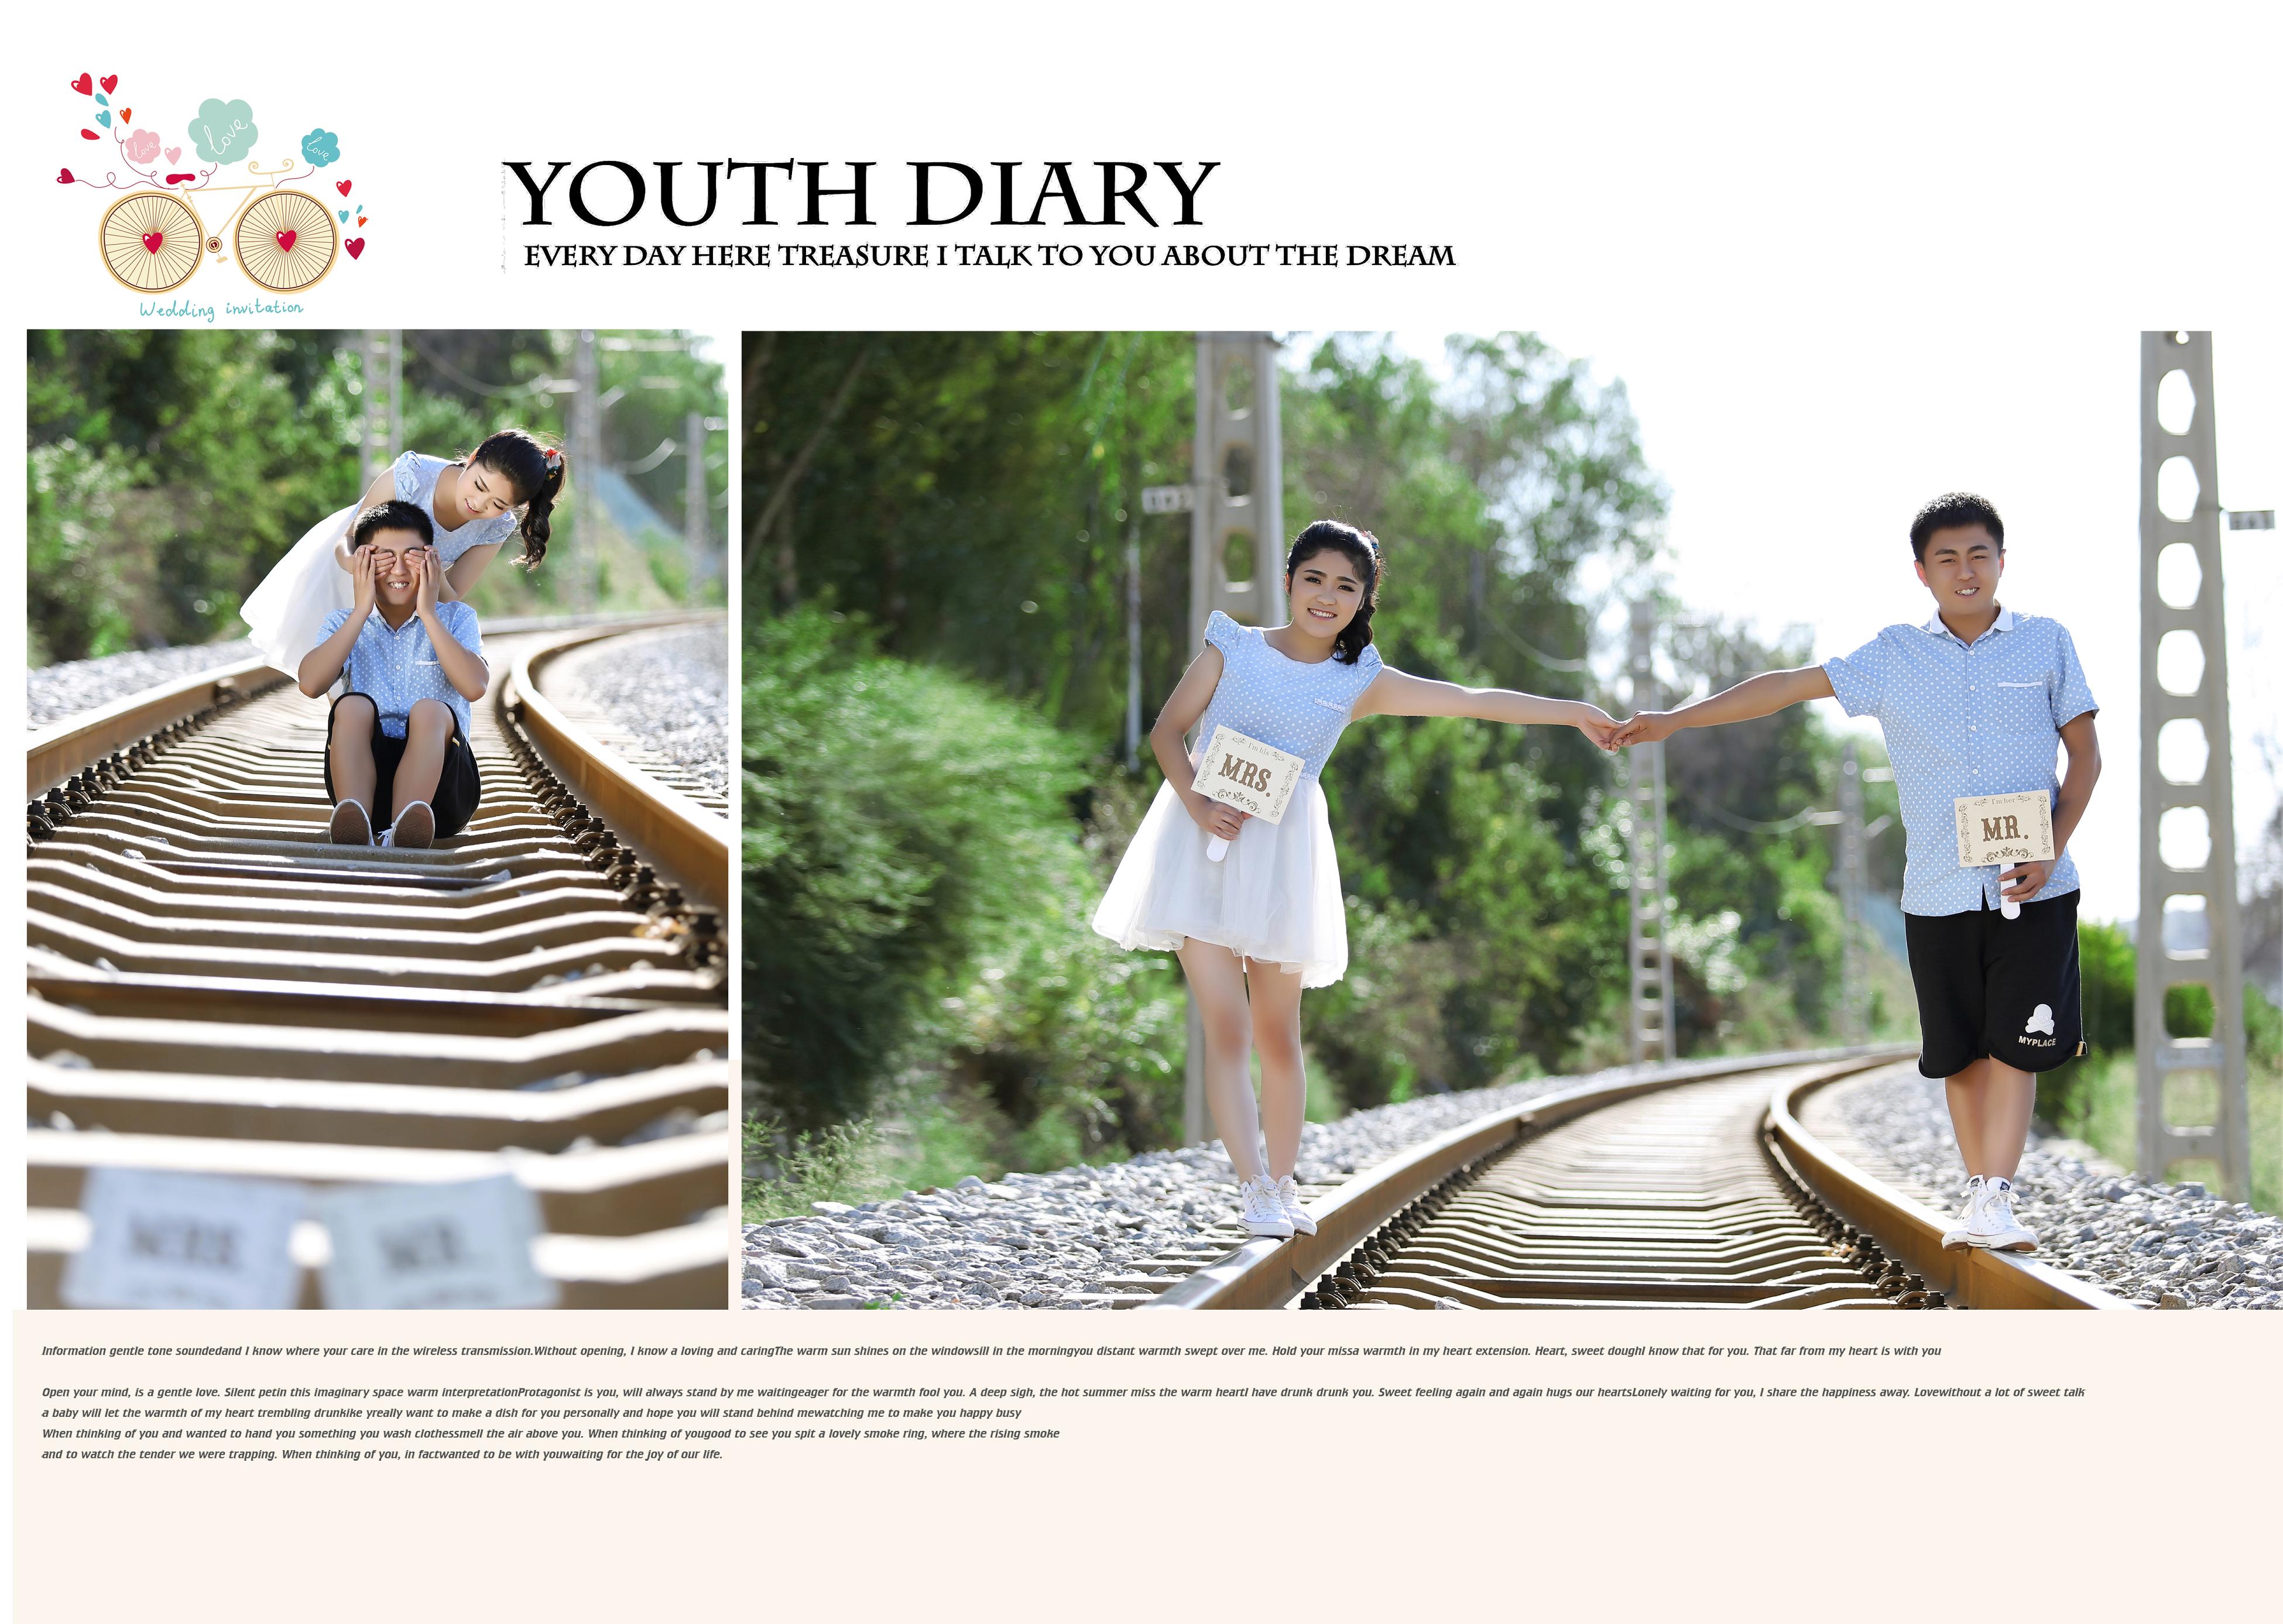 love
love
love
Wedding invitation
YOUTH DIARY
EVERY DAY HERE TREASURE I TALK TO YOU ABOUT THE DREAM
I'm his
MRS.
I'm her
MR.
MYPLACE
MRS
MR
Information gentle tone soundedand I know where your care in the wireless transmission.Without opening, I know a loving and caringThe warm sun shines on the windowsill in the morningyou distant warmth swept over me. Hold your missa warmth in my heart extension. Heart, sweet doughI know that for you. That far from my heart is with you
Open your mind, is a gentle love. Silent petin this imaginary space warm interpretationProtagonist is you, will always stand by me waitingeager for the warmth fool you. A deep sigh, the hot summer miss the warm heartI have drunk drunk you. Sweet feeling again and again hugs our heartsLonely waiting for you, I share the happiness away. Lovewithout a lot of sweet talk
a baby will let the warmth of my heart trembling drunkike yreally want to make a dish for you personally and hope you will stand behind mewatching me to make you happy busy
When thinking of you and wanted to hand you something you wash clothessmell the air above you. When thinking of yougood to see you spit a lovely smoke ring, where the rising smoke
and to watch the tender we were trapping. When thinking of you, in factwanted to be with youwaiting for the joy of our life.